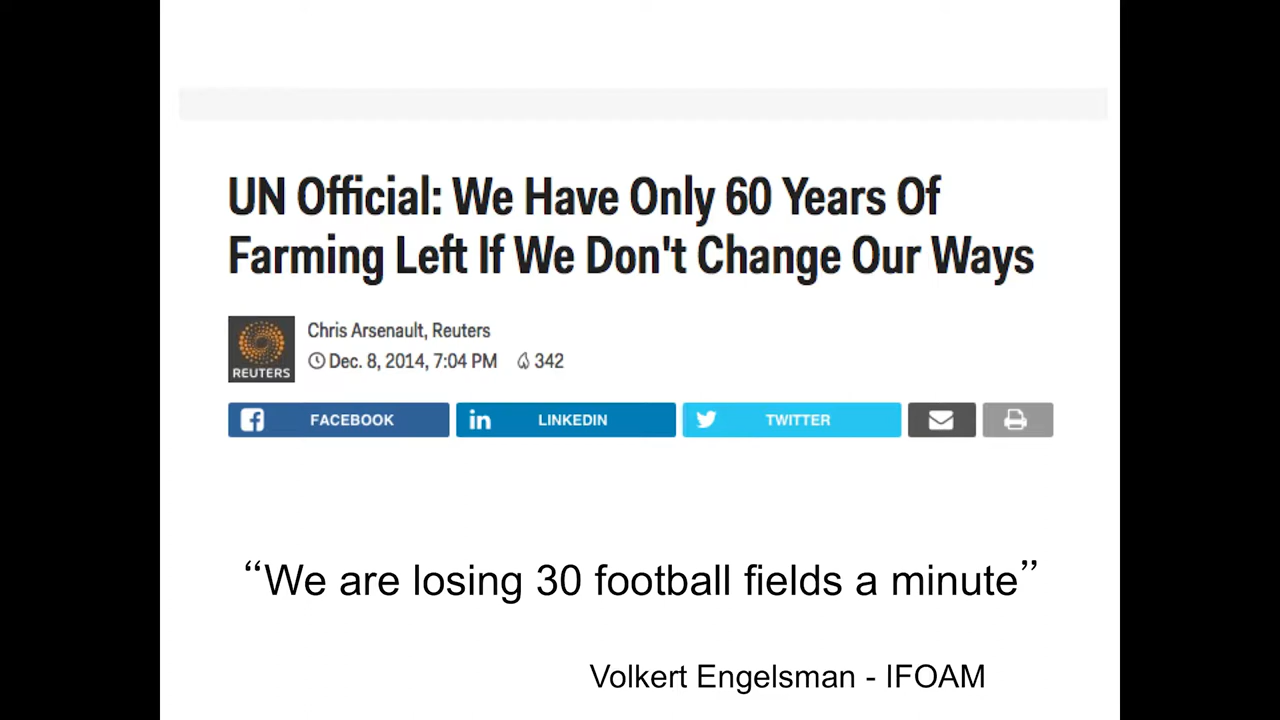 UN Official: We Have Only 60 Years Of
Farming Left If We Don't Change Our Ways
REUTERS
Chris Arsenault, Reuters
Dec. 8, 2014, 7:04 PM 342
FACEBOOK
LINKEDIN
TWITTER
“We are losing 30 football fields a minute”
Volkert Engelsman - IFOAM